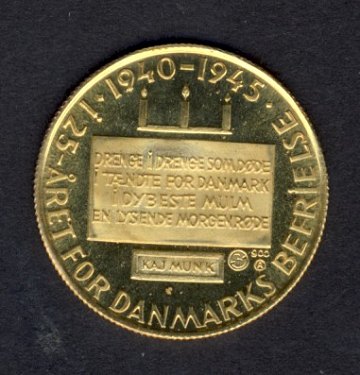 · I 25-ÅRET FOR DANMARKS BEFRIELSE · 1940-1945
DRENGE I DRENGE SOM DØDE
I TÆNDTE FOR DANMARK
I DYBESTE MULM
EN LYSENDE MORGENRØDE
KAJ MUNK
900